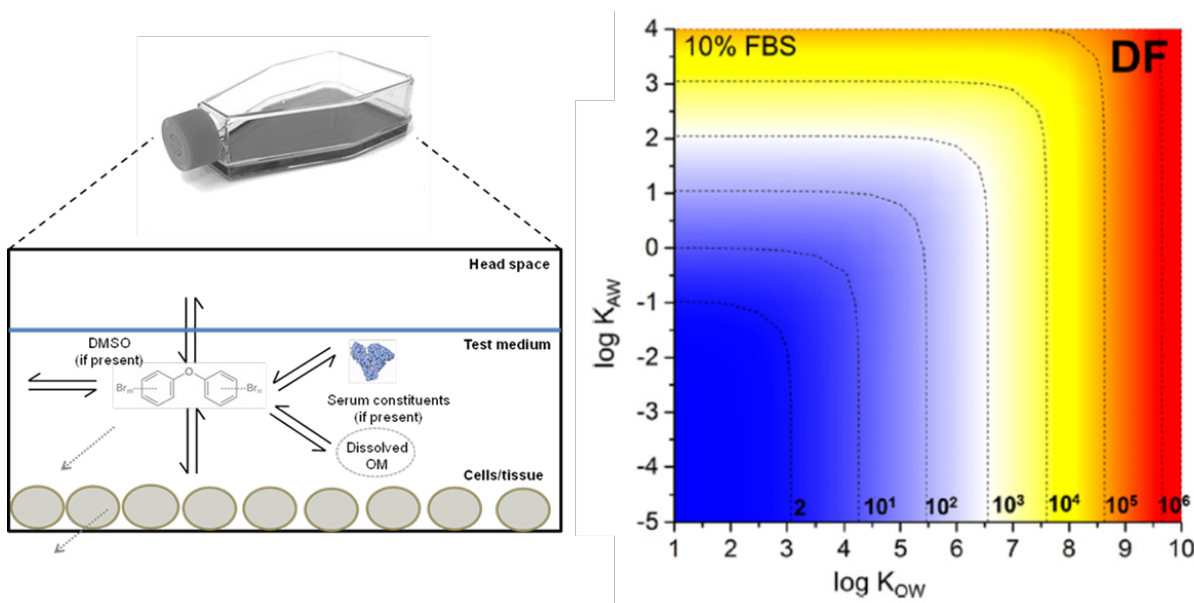 Head space
DMSO
(if present)
Test medium
O
Br_m
Br_n
Serum constituents
(if present)
Dissolved
OM
Cells/tissue
10% FBS
DF
4
3
2
1
0
-1
-2
-3
-4
-5
log K_AW
2
10¹
10²
10³
10⁴
10⁵
10⁶
1
2
3
4
5
6
7
8
9
10
log K_OW